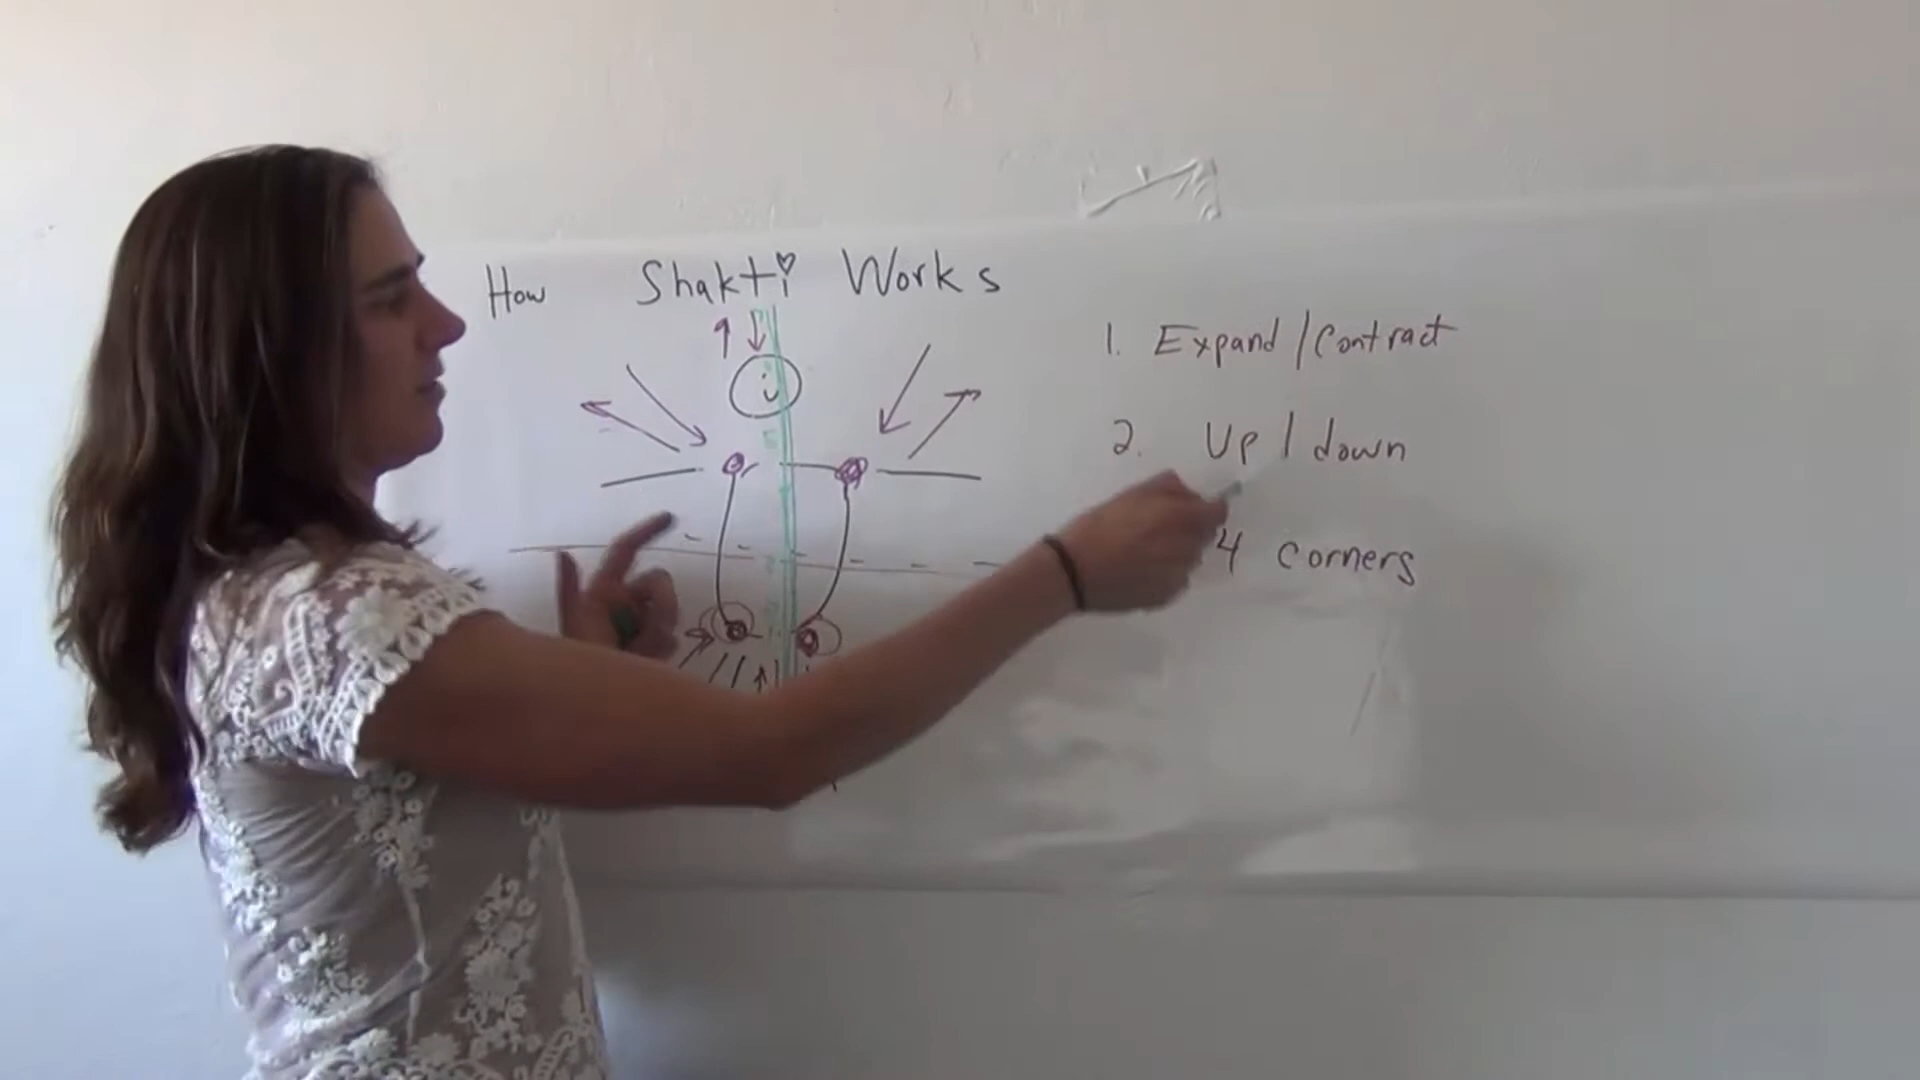 How Shakti Works
1. Expand/Contract
2. Up/down
4 corners